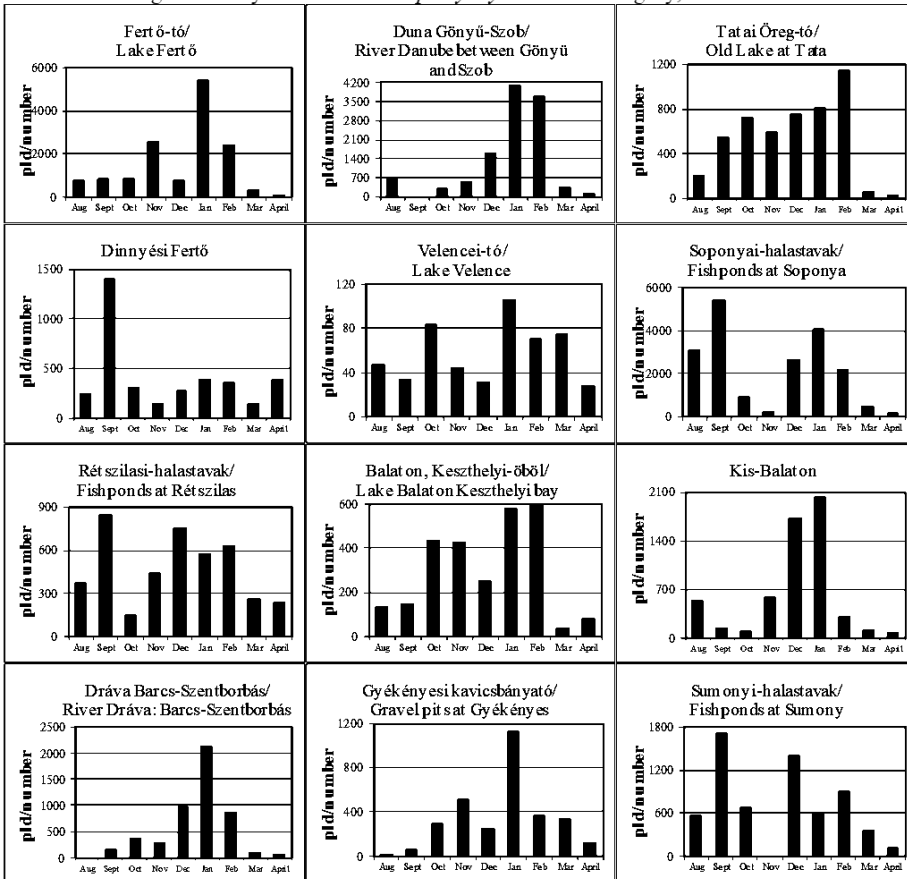 Fertő-tó/
Lake Fertő
pld/number
6000
4000
2000
0
Aug Sept Oct Nov Dec Jan Feb Mar April
Duna Gönyű-Szob/
River Danube between Gönyű
and Szob
pld/number
4200
3500
2800
2100
1400
700
0
Aug Sept Oct Nov Dec Jan Feb Mar April
Tatai Öreg-tó/
Old Lake at Tata
pld/number
1200
800
400
0
Aug Sept Oct Nov Dec Jan Feb Mar April
Dinnyési Fertő
pld/number
1500
1000
500
0
Aug Sept Oct Nov Dec Jan Feb Mar April
Velencei-tó/
Lake Velence
pld/number
120
80
40
0
Aug Sept Oct Nov Dec Jan Feb Mar April
Soponyai-halastavak/
Fishponds at Soponya
pld/number
6000
4000
2000
0
Aug Sept Oct Nov Dec Jan Feb Mar April
Rétszilasi-halastavak/
Fishponds at Rétszilas
pld/number
900
600
300
0
Aug Sept Oct Nov Dec Jan Feb Mar April
Balaton, Keszthelyi-öböl/
Lake Balaton Keszthelyi bay
pld/number
600
400
200
0
Aug Sept Oct Nov Dec Jan Feb Mar April
Kis-Balaton
pld/number
2100
1400
700
0
Aug Sept Oct Nov Dec Jan Feb Mar April
Dráva Barcs-Szentborbás/
River Dráva: Barcs-Szentborbás
pld/number
2500
2000
1500
1000
500
0
Aug Sept Oct Nov Dec Jan Feb Mar April
Gyékényesi kavicsbányató/
Gravel pits at Gyékényes
pld/number
1200
800
400
0
Aug Sept Oct Nov Dec Jan Feb Mar April
Sumonyi-halastavak/
Fishponds at Sumony
pld/number
1800
1200
600
0
Aug Sept Oct Nov Dec Jan Feb Mar April